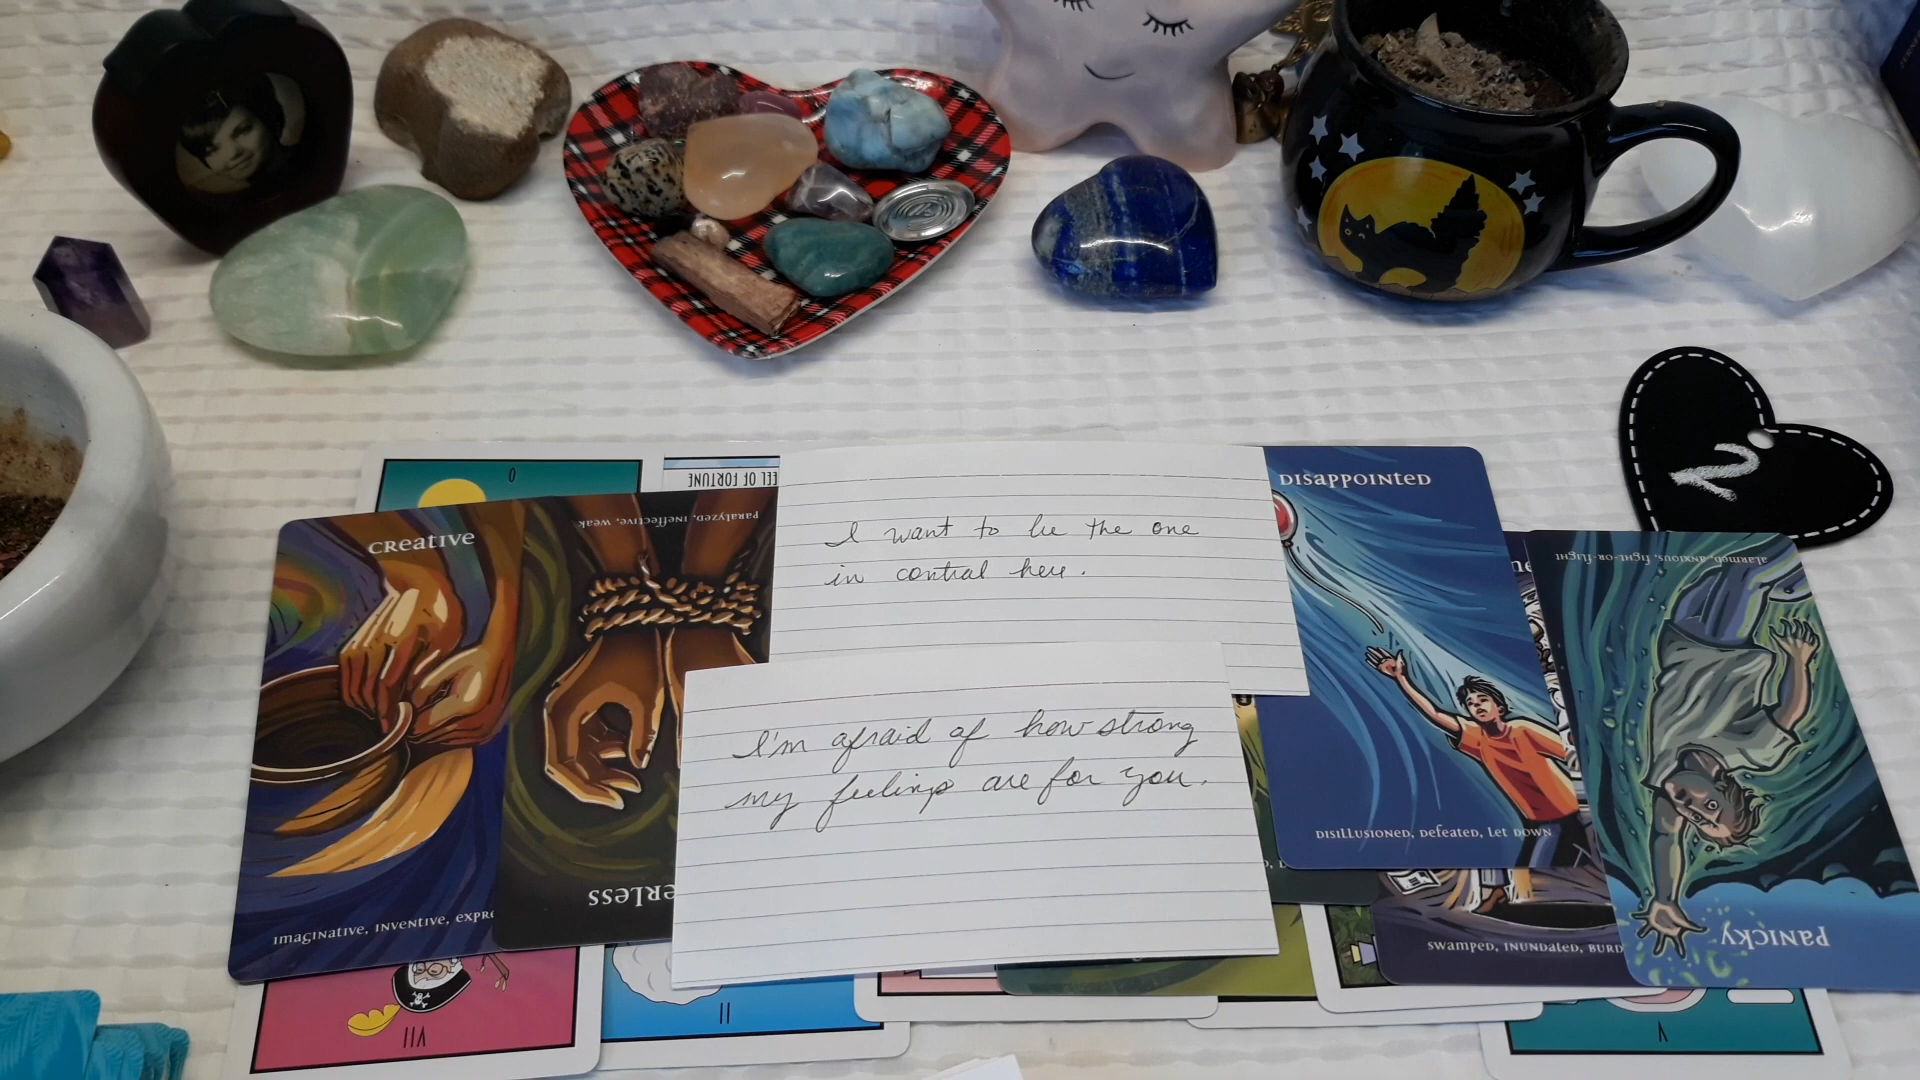 0
EEL OF FORTUNE
CREATIVE
paralyzed, ineffective, weak
I want to be the one
in control here.
DISAPPOINTED
2
alarmed, anxious, fight-or-flight
I'm afraid of how strong
my feelings are for you.
DISILLUSIONED, Defeated, Let DOWN
ERLESS
IMAGINATIVE, INVENTIVE, EXPRE
SWAMPED, INUNDATED, BURD
PANICKY
VII
II
V